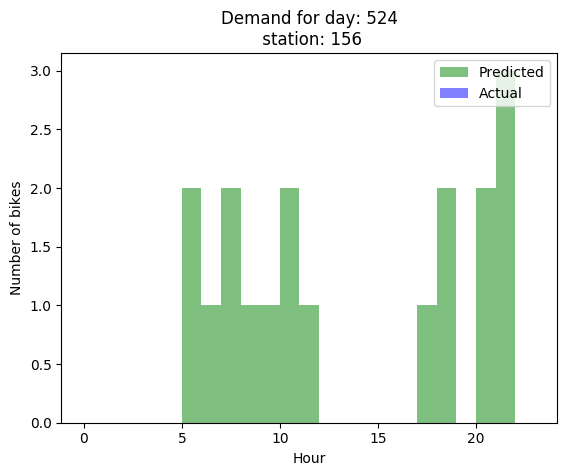 Demand for day: 524
station: 156
Predicted
Actual
3.0
2.5
2.0
1.5
1.0
0.5
0.0
Number of bikes
0
5
10
15
20
Hour